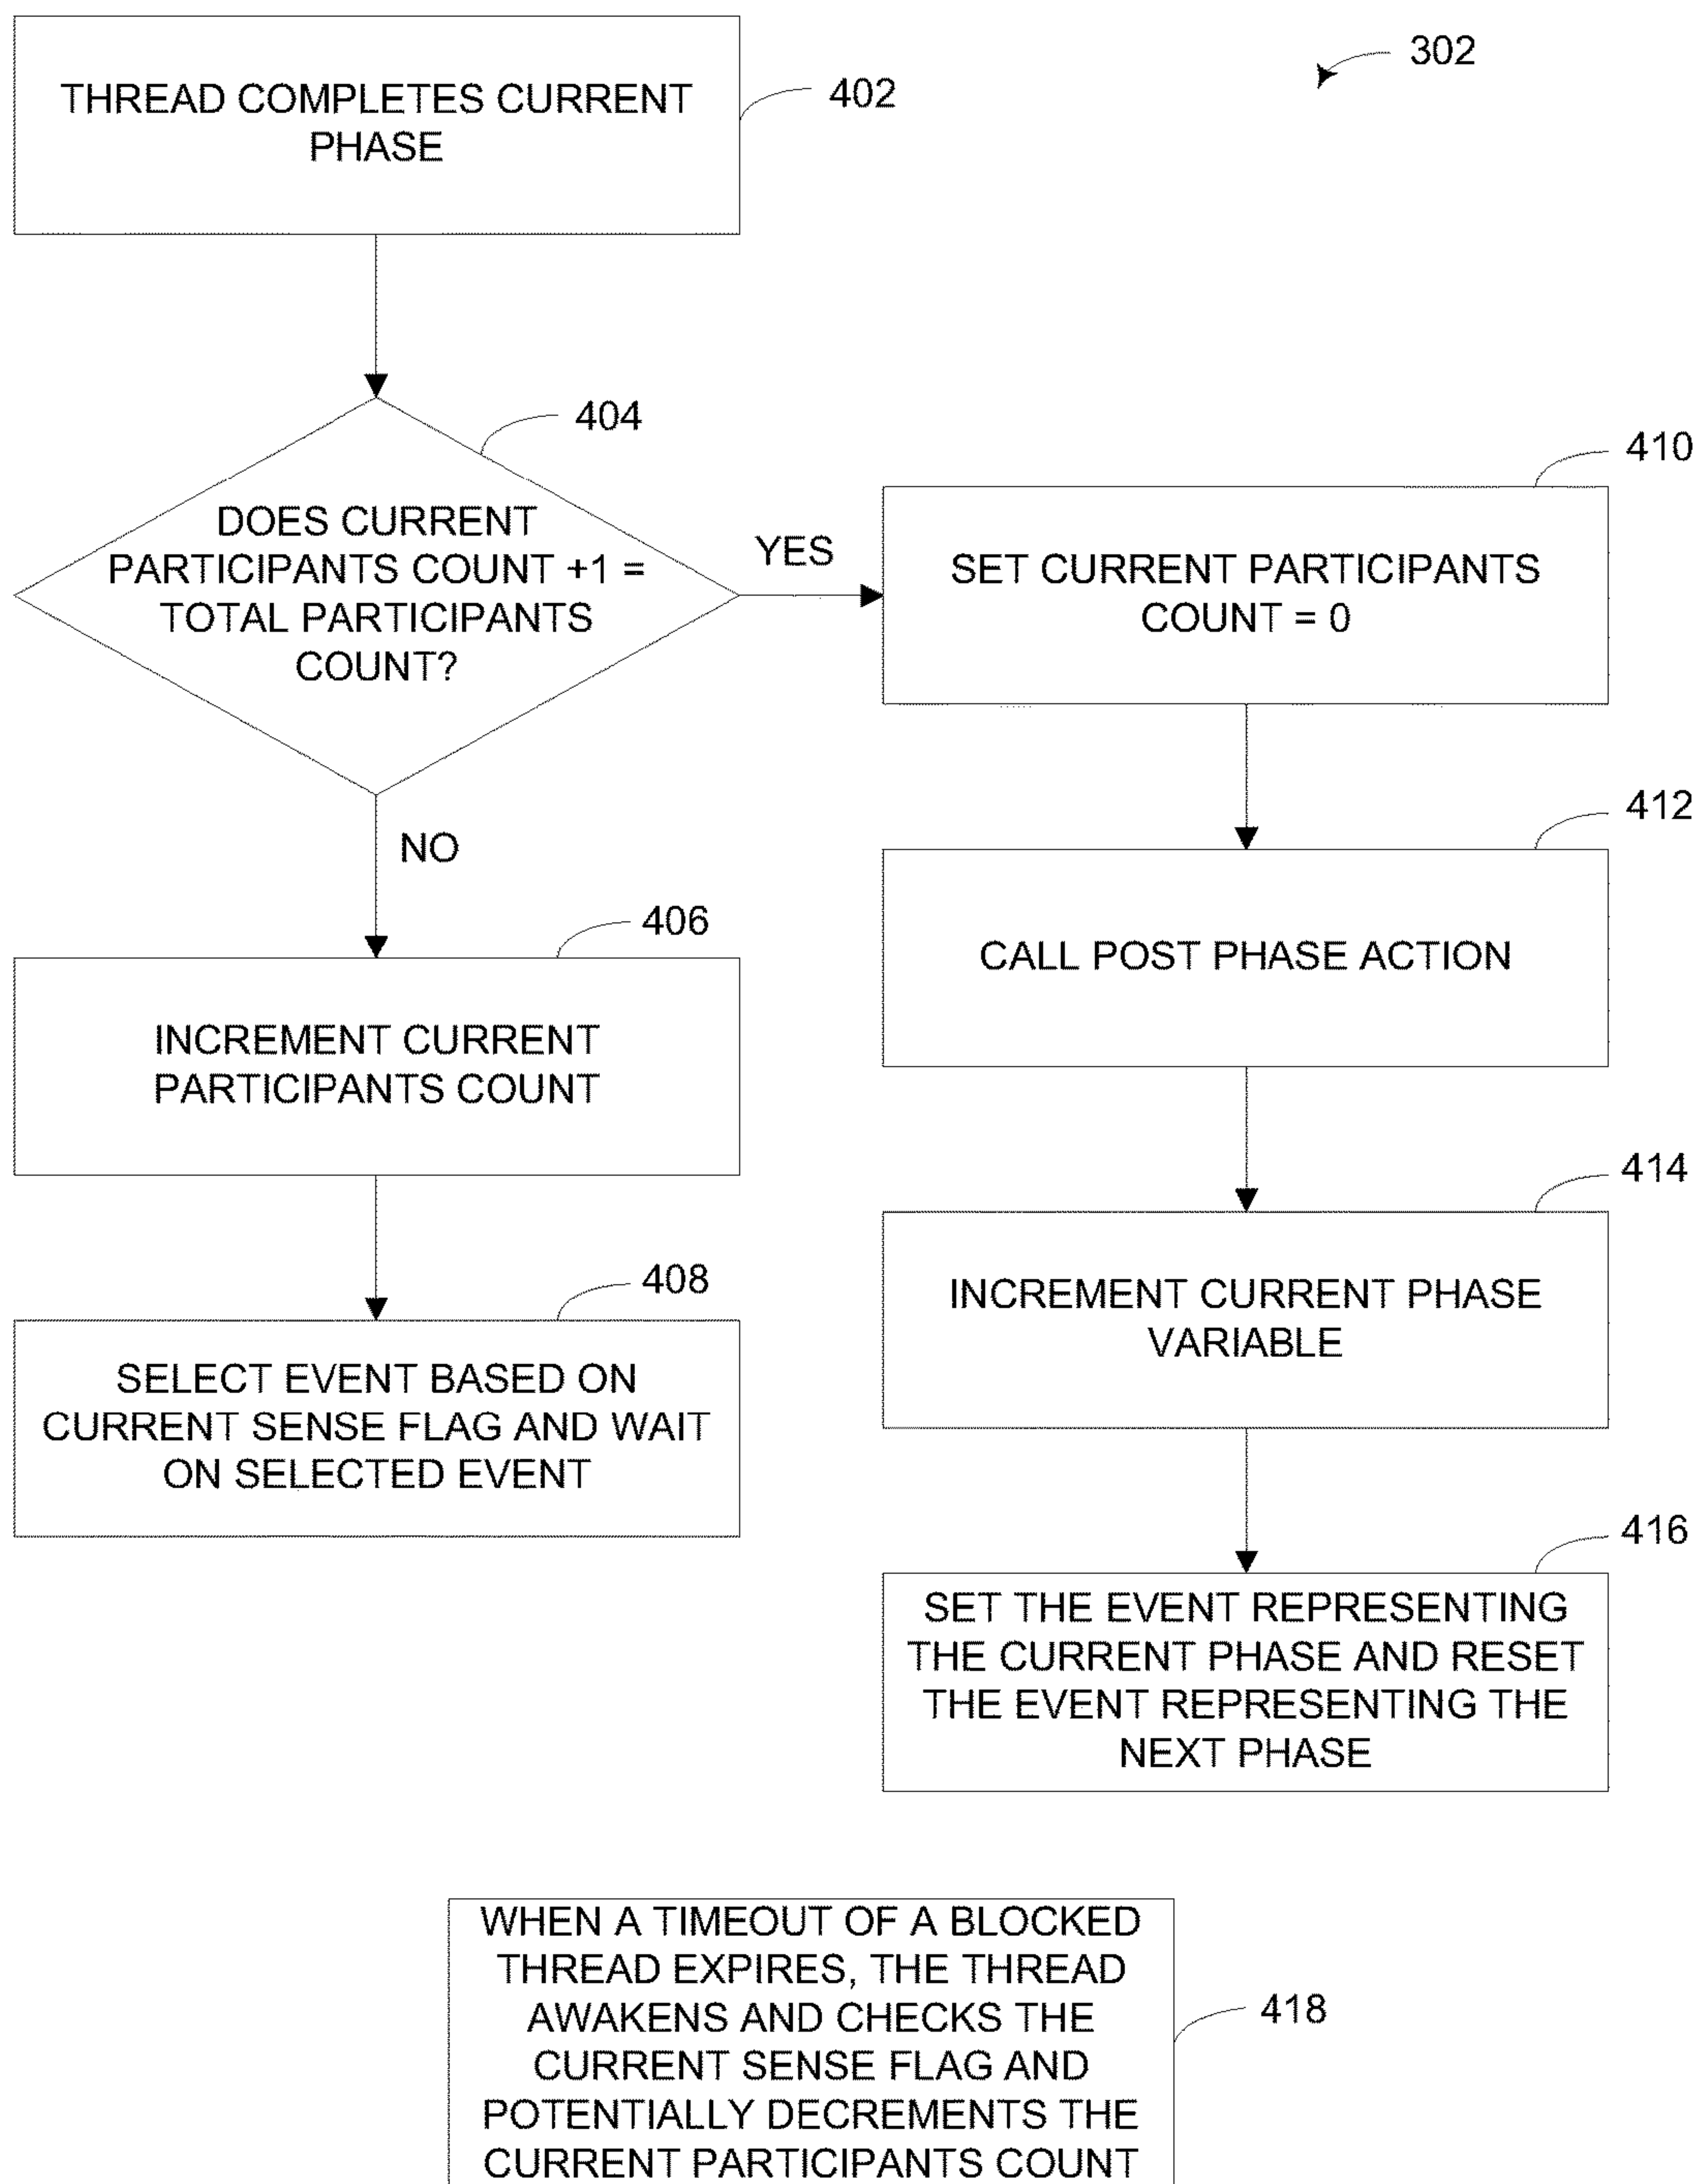 302
THREAD COMPLETES CURRENT
PHASE
402
404
DOES CURRENT
PARTICIPANTS COUNT +1 =
TOTAL PARTICIPANTS
COUNT?
YES
NO
406
INCREMENT CURRENT
PARTICIPANTS COUNT
408
SELECT EVENT BASED ON
CURRENT SENSE FLAG AND WAIT
ON SELECTED EVENT
410
SET CURRENT PARTICIPANTS
COUNT = 0
412
CALL POST PHASE ACTION
414
INCREMENT CURRENT PHASE
VARIABLE
416
SET THE EVENT REPRESENTING
THE CURRENT PHASE AND RESET
THE EVENT REPRESENTING THE
NEXT PHASE
WHEN A TIMEOUT OF A BLOCKED
THREAD EXPIRES, THE THREAD
AWAKENS AND CHECKS THE
CURRENT SENSE FLAG AND
POTENTIALLY DECREMENTS THE
CURRENT PARTICIPANTS COUNT
418